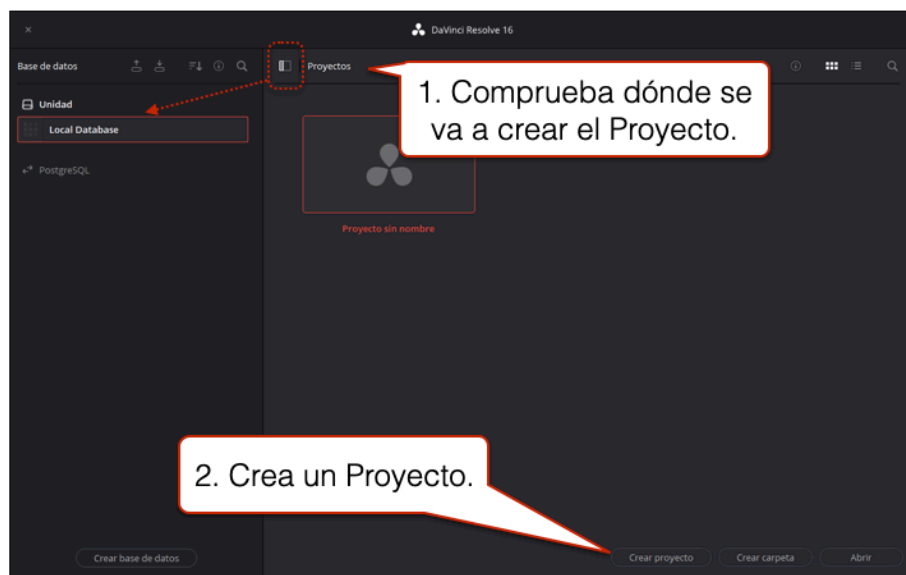 DaVinci Resolve 16
Base de datos
Proyectos
1. Comprueba dónde se
va a crear el Proyecto.
Unidad
Local Database
PostgreSQL
Proyecto sin nombre
2. Crea un Proyecto.
Crear base de datos
Crear proyecto
Crear carpeta
Abrir